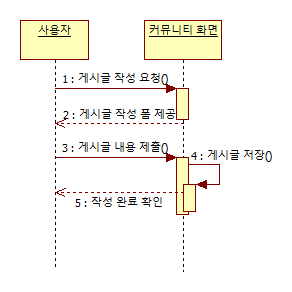 사용자
커뮤니티 화면
1 : 게시글 작성 요청()
2 : 게시글 작성 폼 제공
3 : 게시글 내용 제출()
4 : 게시글 저장()
5 : 작성 완료 확인